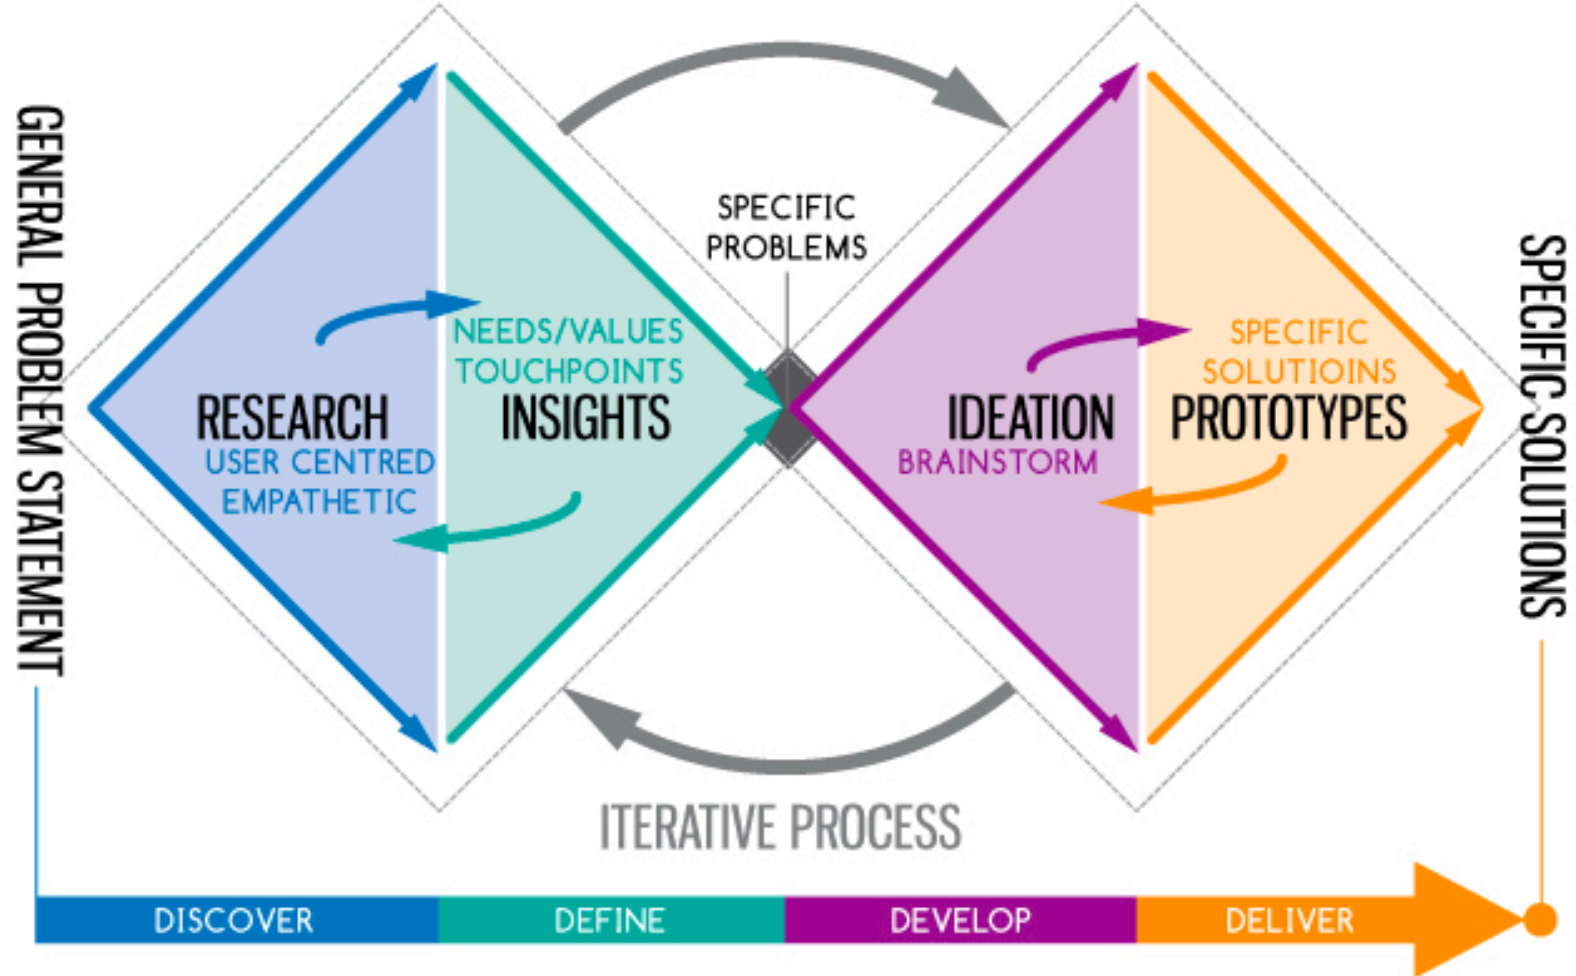 GENERAL PROBLEM STATEMENT
SPECIFIC
PROBLEMS
NEEDS/VALUES
TOUCHPOINTS
RESEARCH
INSIGHTS
USER CENTRED
EMPATHETIC
SPECIFIC
SOLUTIOINS
IDEATION
PROTOTYPES
BRAINSTORM
SPECIFIC SOLUTIONS
ITERATIVE PROCESS
DISCOVER
DEFINE
DEVELOP
DELIVER